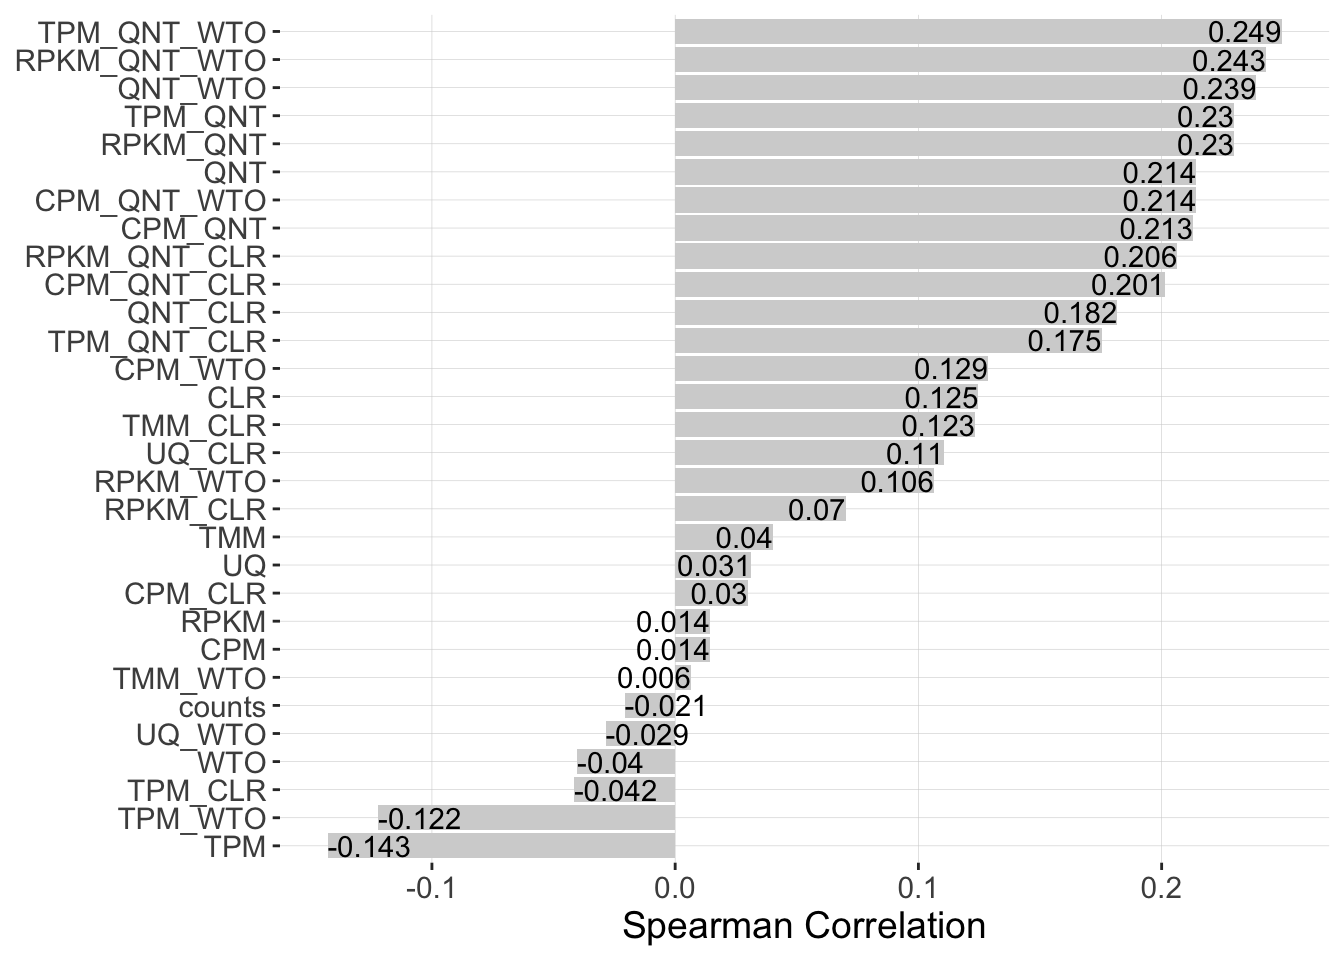 TPM_QNT_WTO 0.249
RPKM_QNT_WTO 0.243
QNT_WTO 0.239
TPM_QNT 0.23
RPKM_QNT 0.23
QNT 0.214
CPM_QNT_WTO 0.214
CPM_QNT 0.213
RPKM_QNT_CLR 0.206
CPM_QNT_CLR 0.201
QNT_CLR 0.182
TPM_QNT_CLR 0.175
CPM_WTO 0.129
CLR 0.125
TMM_CLR 0.123
UQ_CLR 0.11
RPKM_WTO 0.106
RPKM_CLR 0.07
TMM 0.04
UQ 0.031
CPM_CLR 0.03
RPKM 0.014
CPM 0.014
TMM_WTO 0.006
counts -0.021
UQ_WTO -0.029
WTO -0.04
TPM_CLR -0.042
TPM_WTO -0.122
TPM -0.143
-0.1 0.0 0.1 0.2
Spearman Correlation